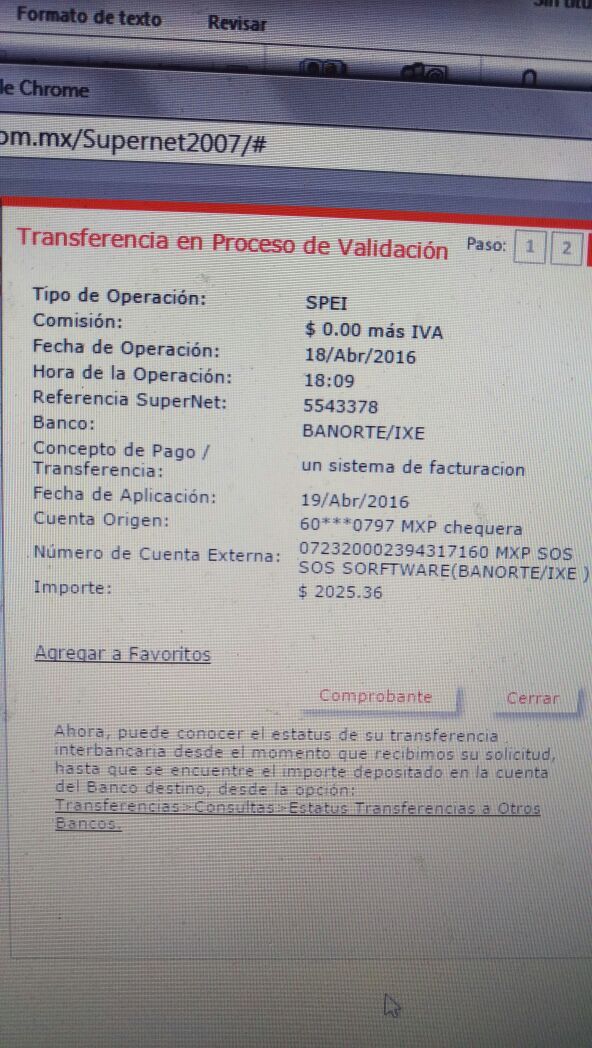 Formato de texto
Revisar
le Chrome
om.mx/Supernet2007/#
Transferencia en Proceso de Validación
Paso: 1 2
Tipo de Operación: SPEI
Comisión: $ 0.00 más IVA
Fecha de Operación: 18/Abr/2016
Hora de la Operación: 18:09
Referencia SuperNet: 5543378
Banco: BANORTE/IXE
Concepto de Pago /
Transferencia: un sistema de facturacion
Fecha de Aplicación: 19/Abr/2016
Cuenta Origen: 60***0797 MXP chequera
Número de Cuenta Externa: 072320002394317160 MXP SOS
SOS SORFTWARE(BANORTE/IXE )
Importe: $ 2025.36
Agregar a Favoritos
Comprobante
Cerrar
Ahora, puede conocer el estatus de su transferencia
interbancaria desde el momento que recibimos su solicitud,
hasta que se encuentre el importe depositado en la cuenta
del Banco destino, desde la opción:
Transferencias>Consultas>Estatus Transferencias a Otros
Bancos.